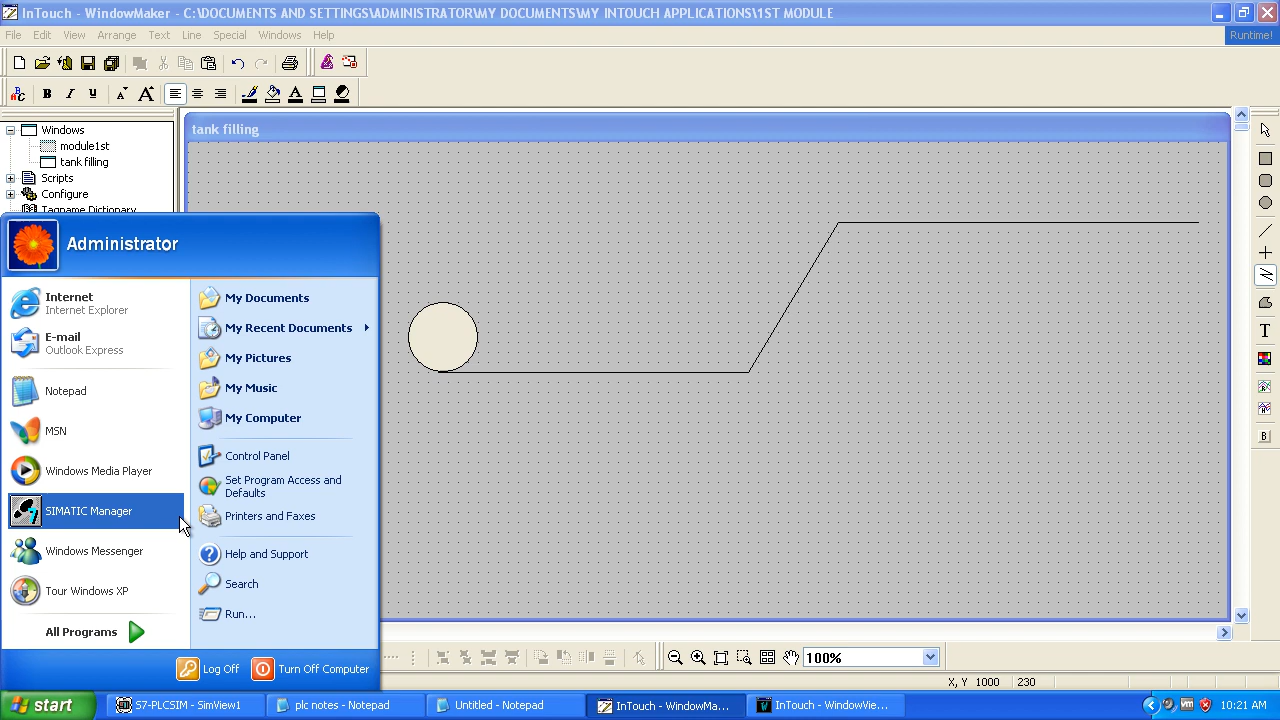 InTouch - WindowMaker - C:\DOCUMENTS AND SETTINGS\ADMINISTRATOR\MY DOCUMENTS\MY INTOUCH APPLICATIONS\1ST MODULE
File Edit View Arrange Text Line Special Windows Help Runtime!
B I U A A A
tank filling
Windows
module1st
tank filling
Scripts
Configure
Tagname Dictionary
Administrator
Internet
Internet Explorer
E-mail
Outlook Express
Notepad
MSN
Windows Media Player
SIMATIC Manager
Windows Messenger
Tour Windows XP
All Programs
My Documents
My Recent Documents
My Pictures
My Music
My Computer
Control Panel
Set Program Access and
Defaults
Printers and Faxes
Help and Support
Search
Run...
Log Off
Turn Off Computer
T
B
100%
X, Y 1000 230
start
S7-PLCSIM - SimView1
plc notes - Notepad
Untitled - Notepad
InTouch - WindowMa...
InTouch - WindowVie...
10:21 AM